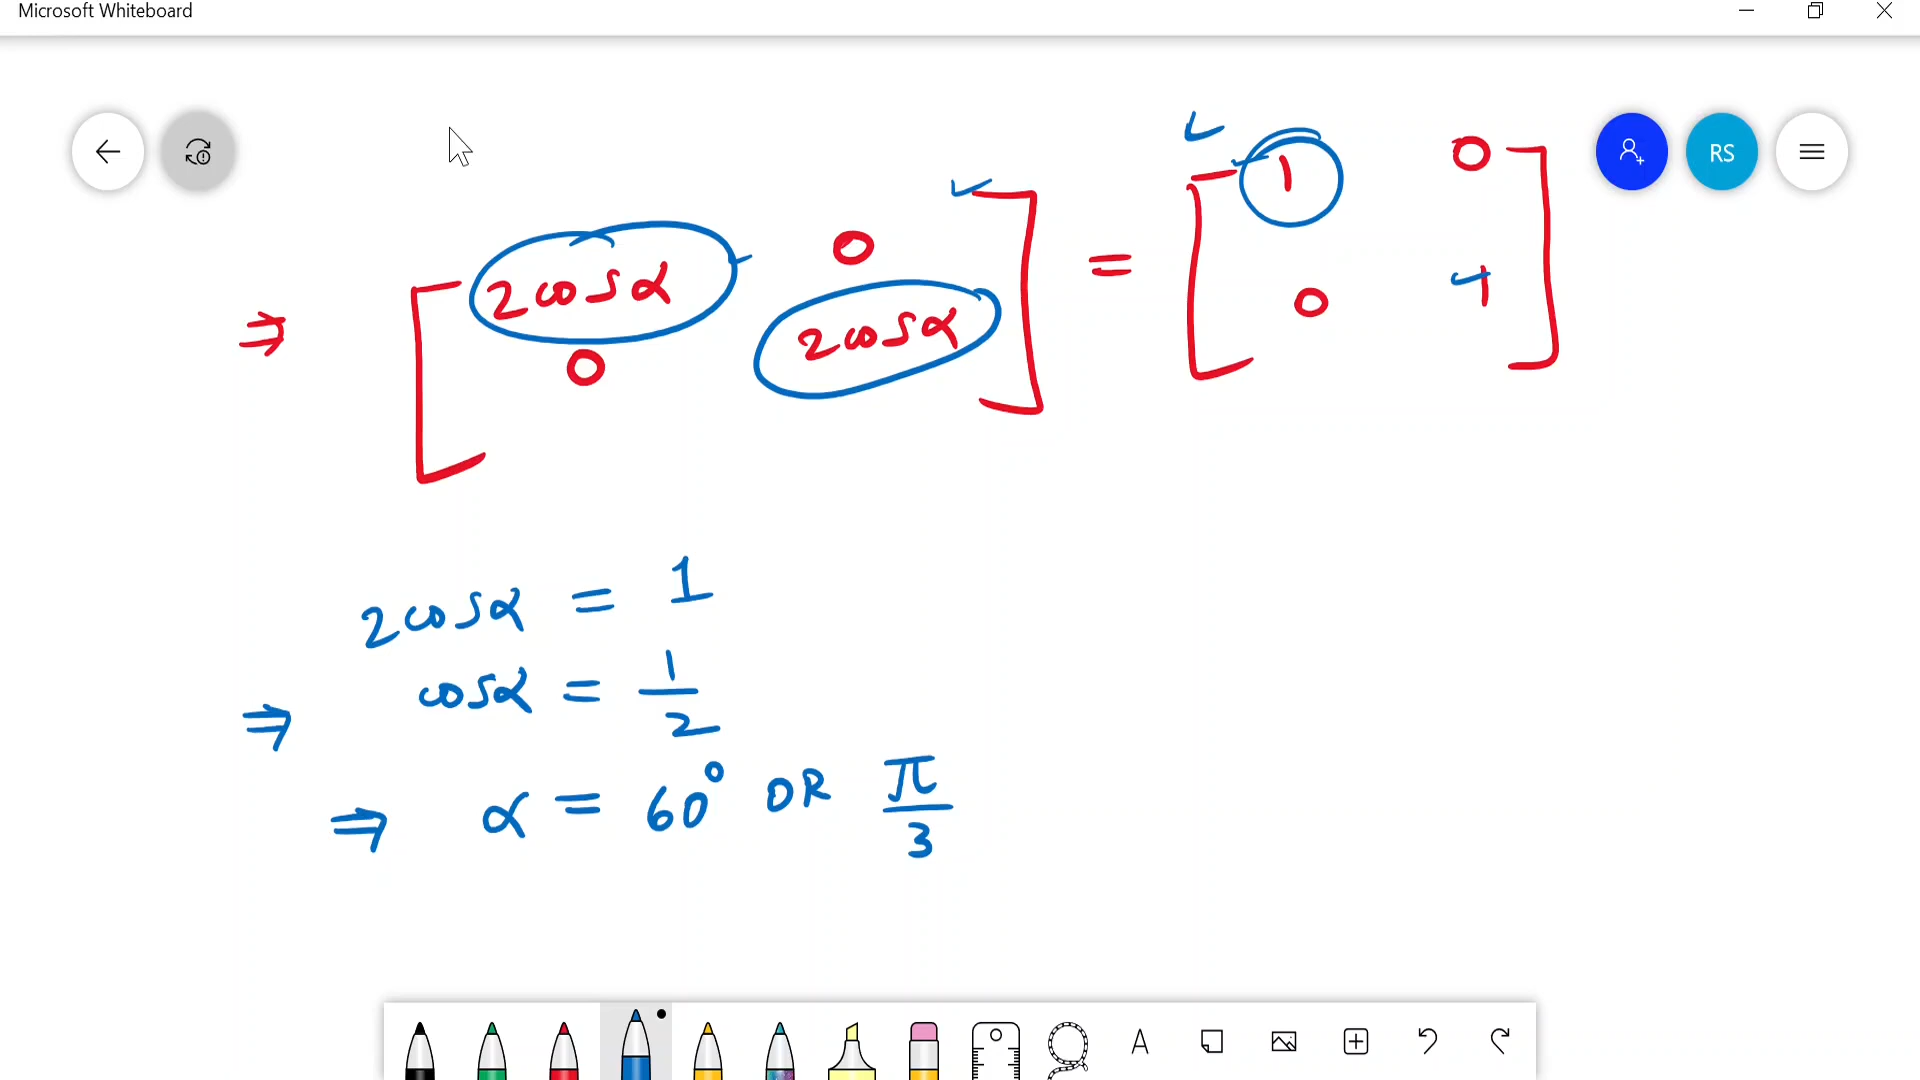 Microsoft Whiteboard
RS
⇒ [ 2cosα 0
0 2cosα ] = [ 1 0
0 1 ]
2cosα = 1
⇒ cosα = 1/2
⇒ α = 60° OR π/3
A